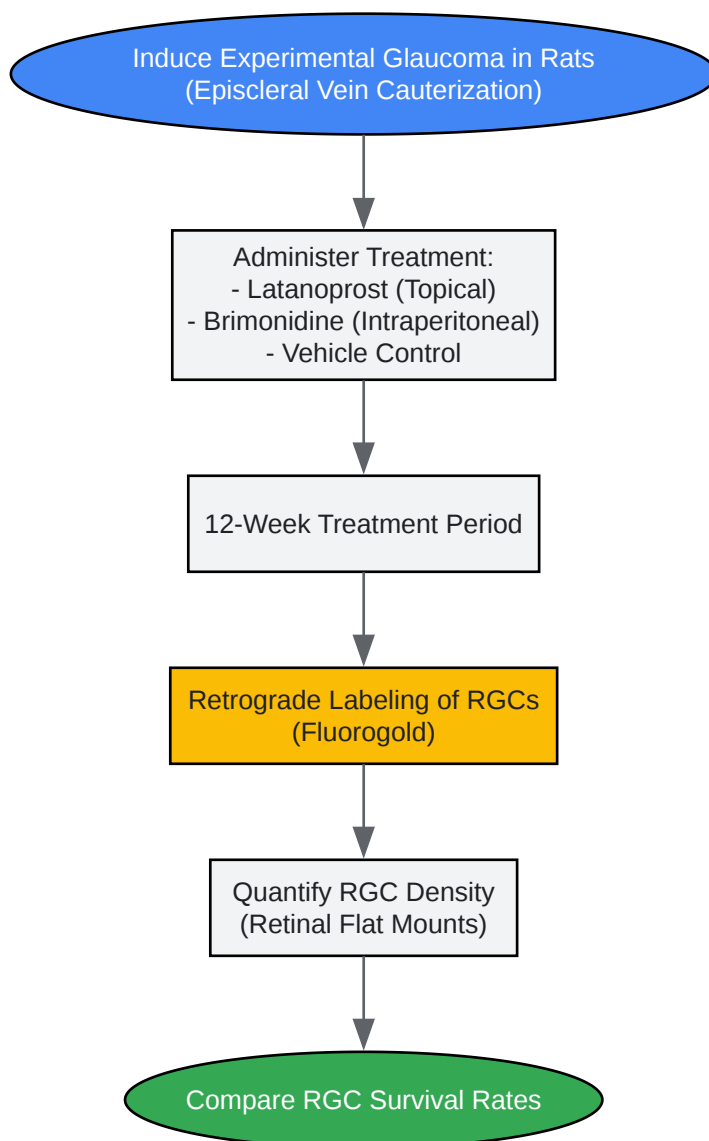 Induce Experimental Glaucoma in Rats
(Episcleral Vein Cauterization)
Administer Treatment:
- Latanoprost (Topical)
- Brimonidine (Intraperitoneal)
- Vehicle Control
12-Week Treatment Period
Retrograde Labeling of RGCs
(Fluorogold)
Quantify RGC Density
(Retinal Flat Mounts)
Compare RGC Survival Rates